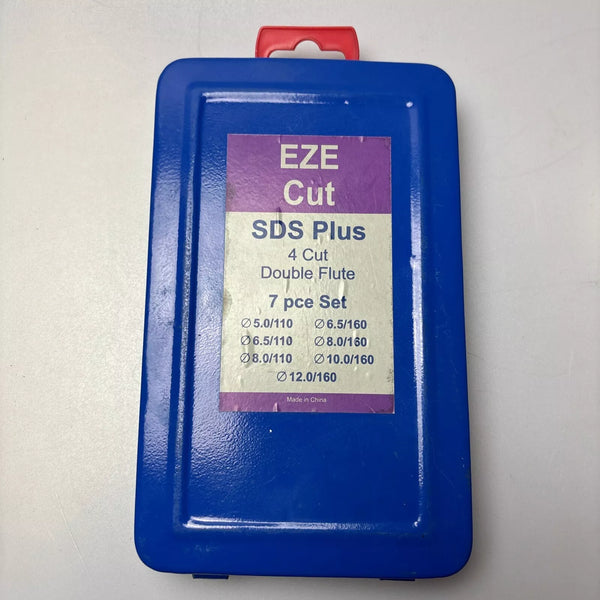 EZE
Cut
SDS Plus
4 Cut
Double Flute
7 pce Set
∅ 5.0/110 ∅ 6.5/160
∅ 6.5/110 ∅ 8.0/160
∅ 8.0/110 ∅ 10.0/160
∅ 12.0/160
Made in China